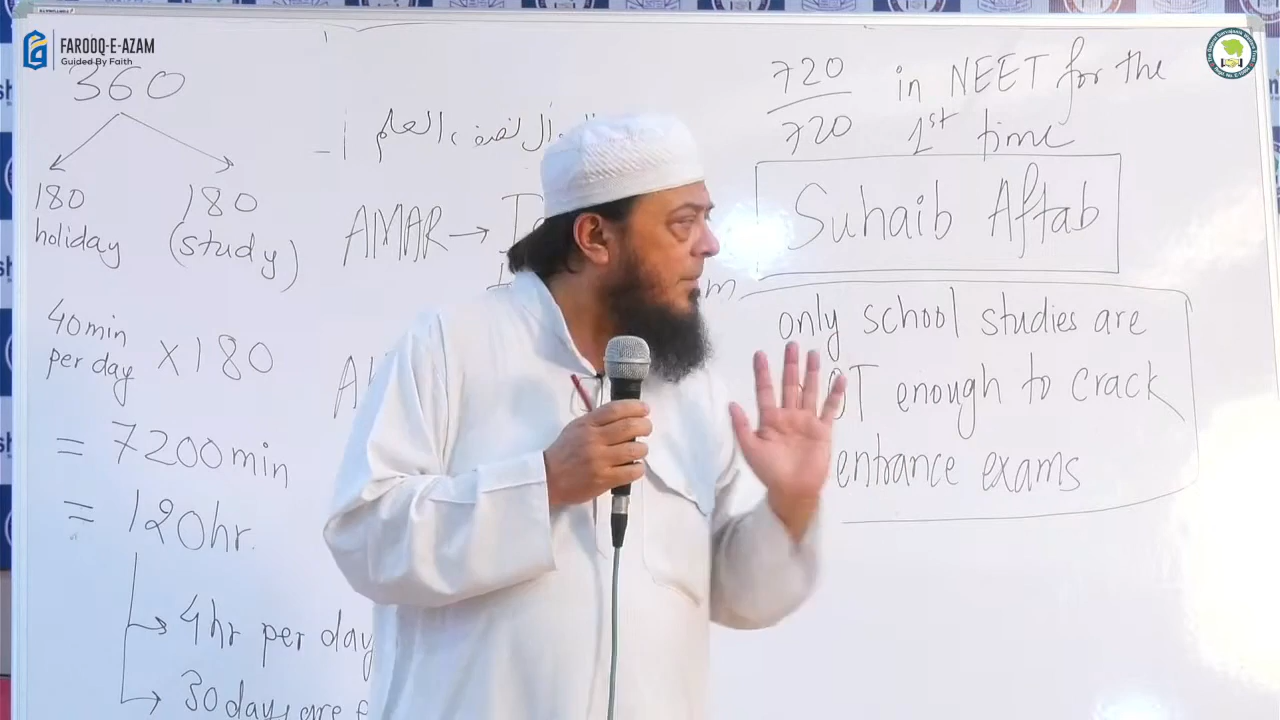 FAROOQ-E-AZAM
Guided By Faith
360
180
holiday
180
(study)
40min
per day
X180
= 7200min
= 120hr.
4hr per day
30days are
العلم
AMAR →
720
720
in NEET for the
1st time
Suhaib Aftab
only school studies are
enough to crack
entrance exams